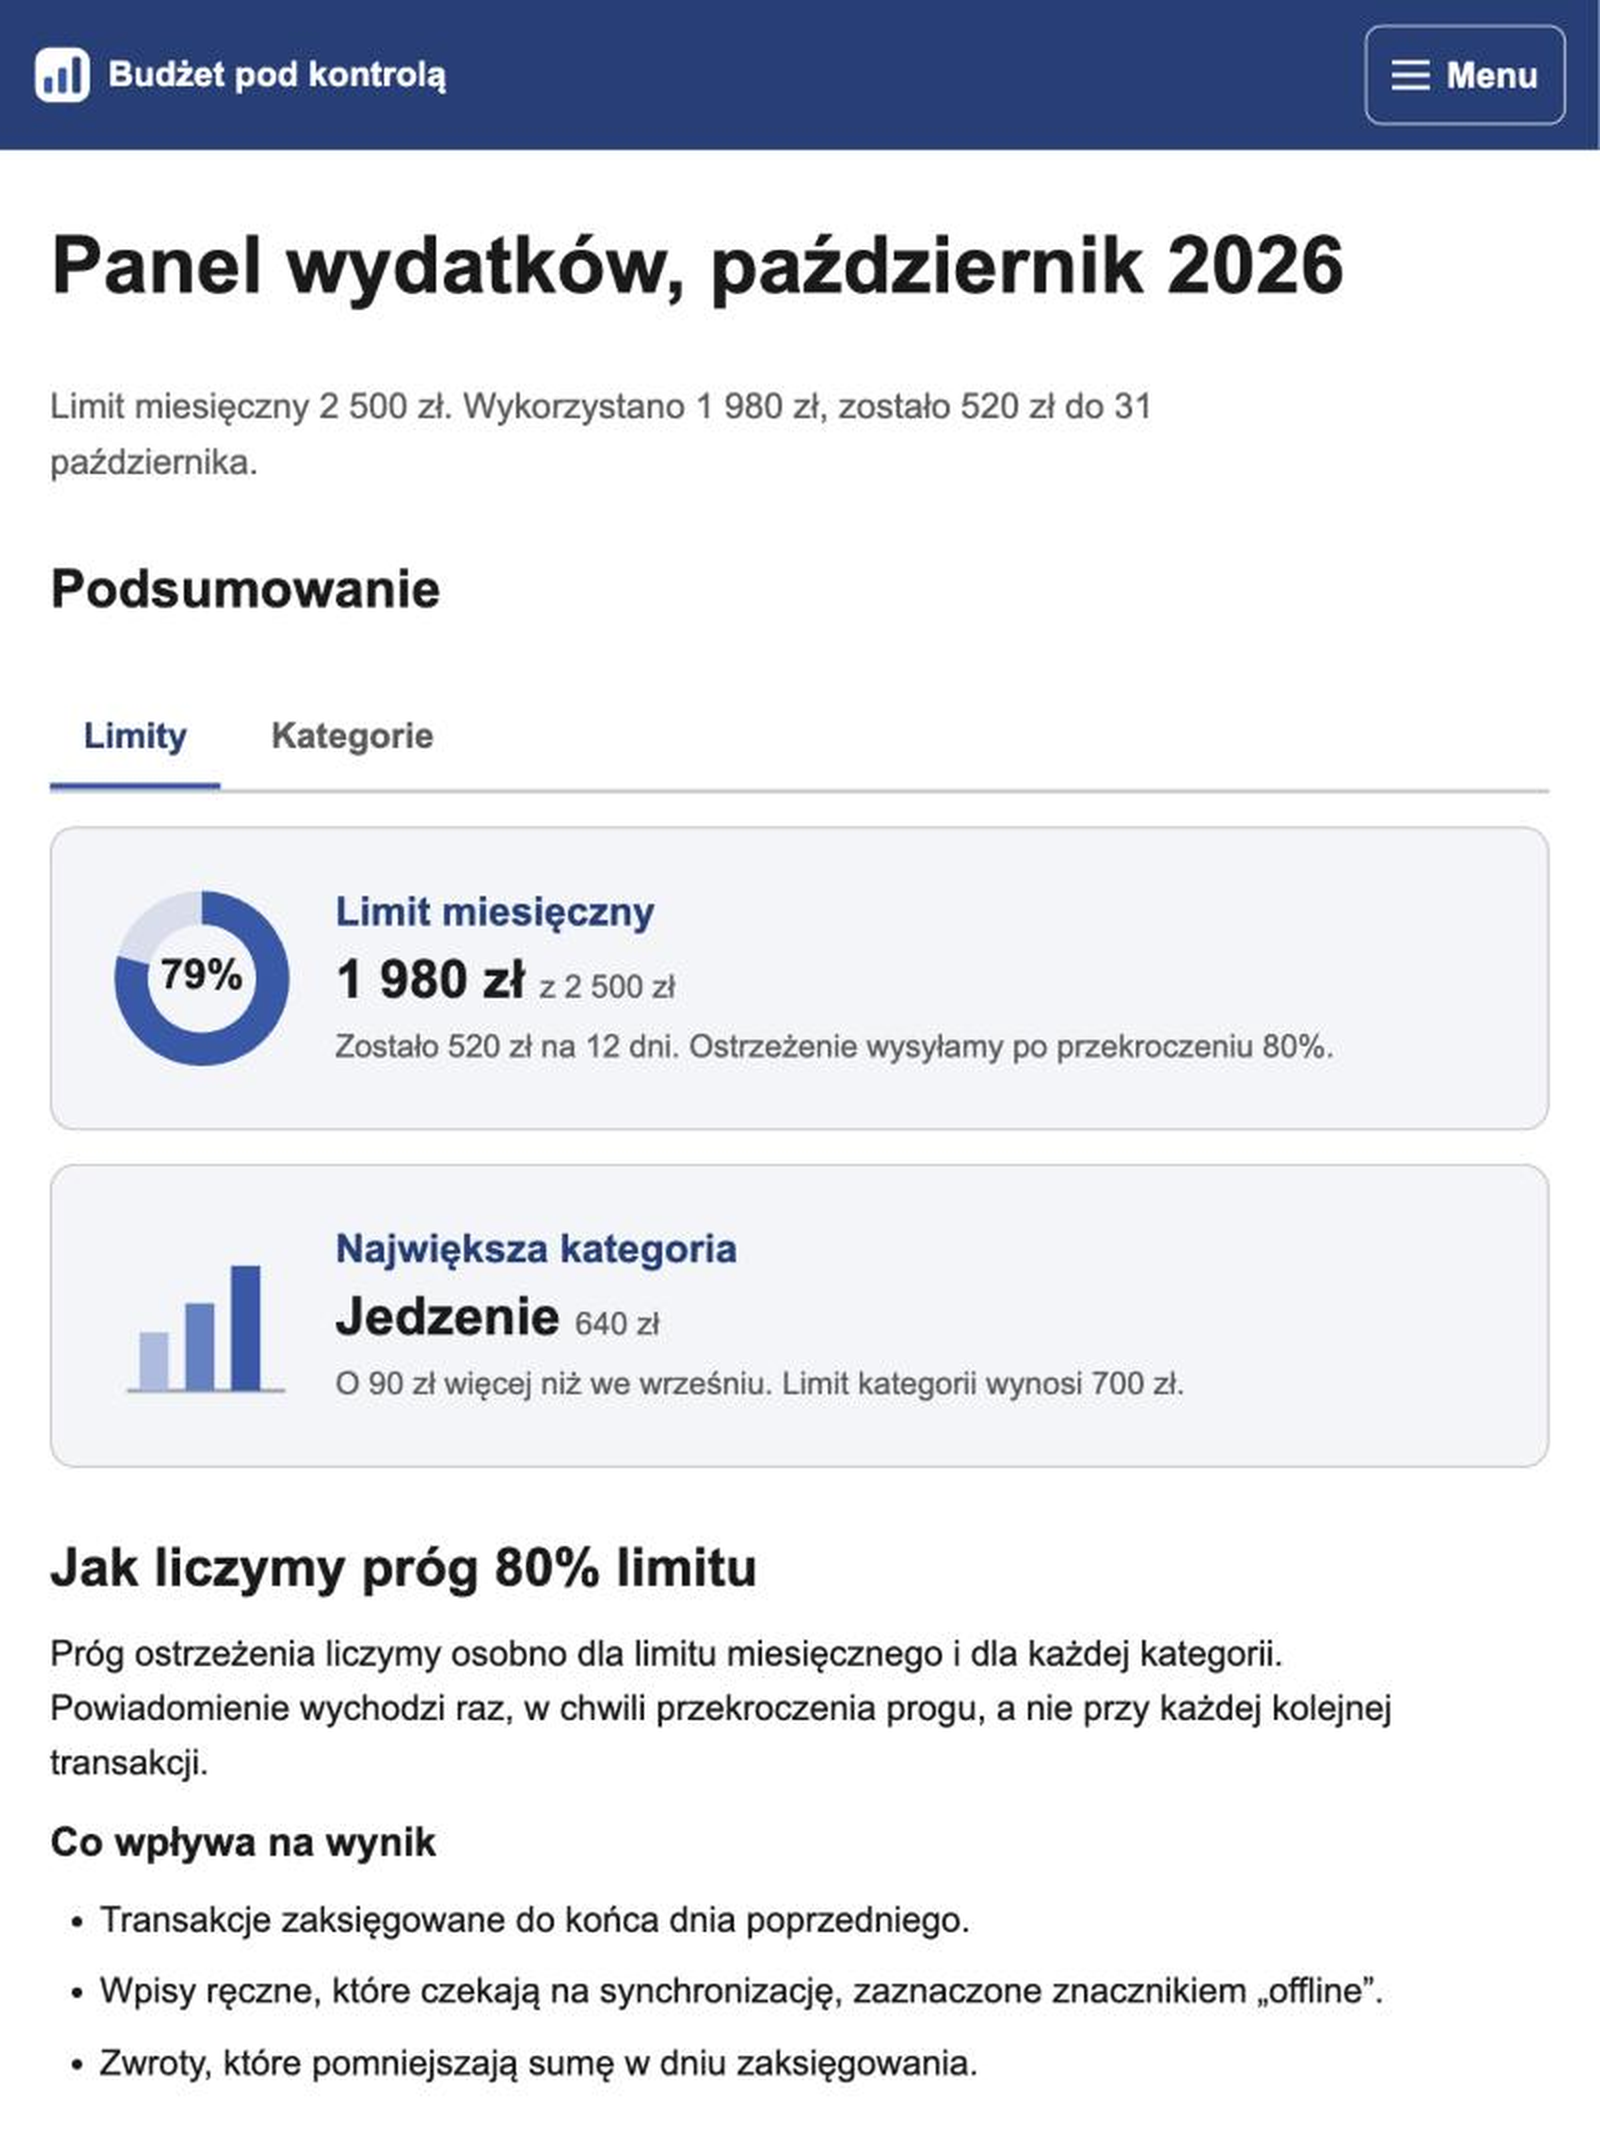 Budżet pod kontrolą
Menu
Panel wydatków, październik 2026
Limit miesięczny 2 500 zł. Wykorzystano 1 980 zł, zostało 520 zł do 31
października.
Podsumowanie
Limity
Kategorie
79%
Limit miesięczny
1 980 zł z 2 500 zł
Zostało 520 zł na 12 dni. Ostrzeżenie wysyłamy po przekroczeniu 80%.
Największa kategoria
Jedzenie 640 zł
O 90 zł więcej niż we wrześniu. Limit kategorii wynosi 700 zł.
Jak liczymy próg 80% limitu
Próg ostrzeżenia liczymy osobno dla limitu miesięcznego i dla każdej kategorii.
Powiadomienie wychodzi raz, w chwili przekroczenia progu, a nie przy każdej kolejnej
transakcji.
Co wpływa na wynik
• Transakcje zaksięgowane do końca dnia poprzedniego.
• Wpisy ręczne, które czekają na synchronizację, zaznaczone znacznikiem „offline”.
• Zwroty, które pomniejszają sumę w dniu zaksięgowania.